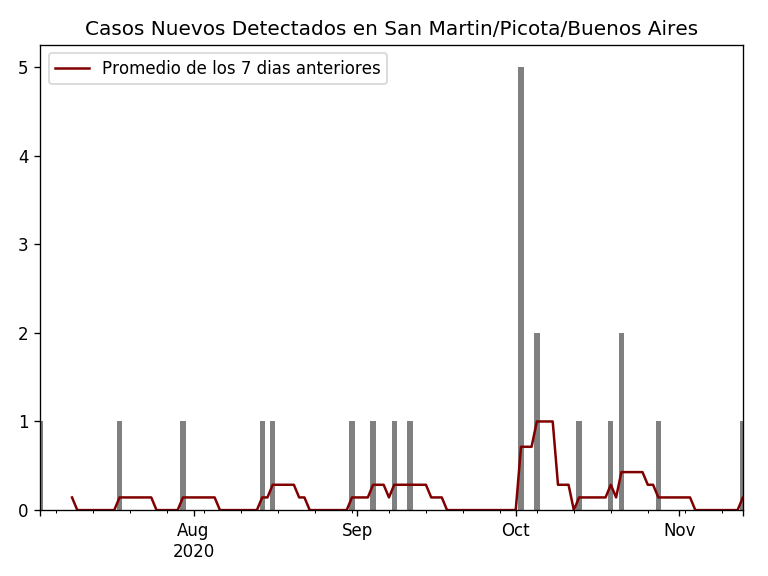 Casos Nuevos Detectados en San Martin/Picota/Buenos Aires
Promedio de los 7 dias anteriores
5
4
3
2
1
0
Aug
2020
Sep
Oct
Nov